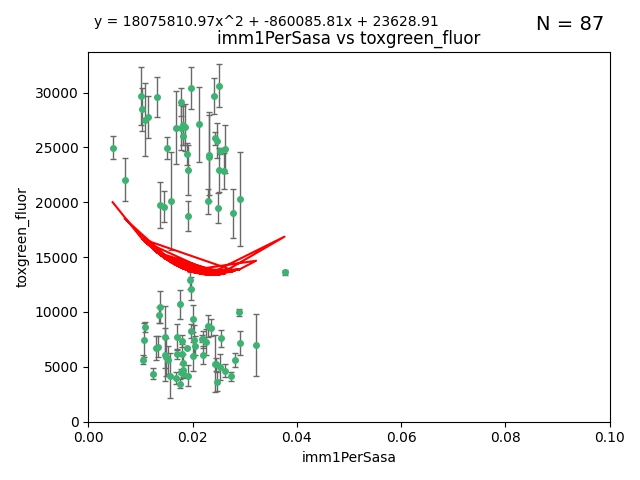 y = 18075810.97x^2 + -860085.81x + 23628.91
N = 87
imm1PerSasa vs toxgreen_fluor
toxgreen_fluor
30000
25000
20000
15000
10000
5000
0
0.00 0.02 0.04 0.06 0.08 0.10
imm1PerSasa